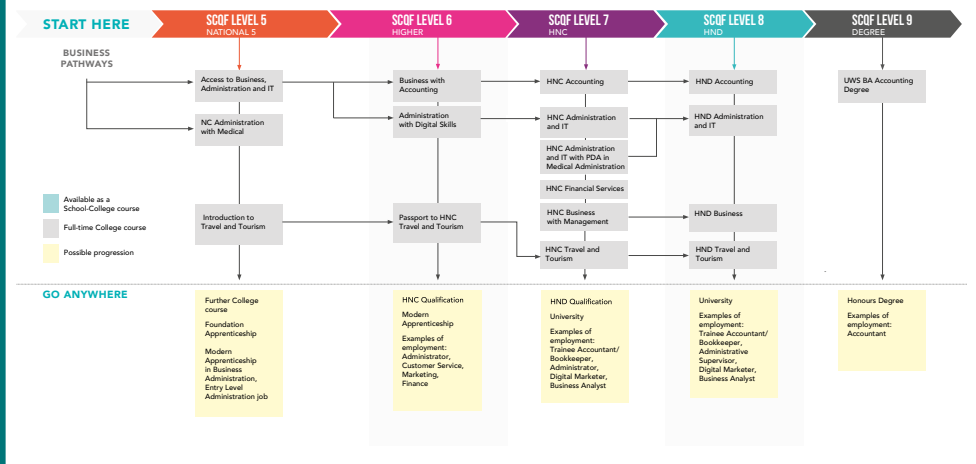 START HERE
SCQF LEVEL 5
NATIONAL 5
SCQF LEVEL 6
HIGHER
SCQF LEVEL 7
HNC
SCQF LEVEL 8
HND
SCQF LEVEL 9
DEGREE
BUSINESS
PATHWAYS
Access to Business,
Administration and IT
Business with
Accounting
HNC Accounting
HND Accounting
UWS BA Accounting
Degree
NC Administration
with Medical
Administration
with Digital Skills
HNC Administration
and IT
HND Administration
and IT
HNC Administration
and IT with PDA in
Medical Administration
HNC Financial Services
Available as a
School-College course
Full-time College course
Possible progression
Introduction to
Travel and Tourism
Passport to HNC
Travel and Tourism
HNC Business
with Management
HND Business
HNC Travel and
Tourism
HND Travel and
Tourism
GO ANYWHERE
Further College
course
Foundation
Apprenticeship
Modern
Apprenticeship
in Business
Administration,
Entry Level
Administration job
HNC Qualification
Modern
Apprenticeship
Examples of
employment:
Administrator,
Customer Service,
Marketing,
Finance
HND Qualification
University
Examples of
employment:
Trainee Accountant/
Bookkeeper,
Administrator,
Digital Marketer,
Business Analyst
University
Examples of
employment:
Trainee Accountant/
Bookkeeper,
Administrative
Supervisor,
Digital Marketer,
Business Analyst
Honours Degree
Examples of
employment:
Accountant